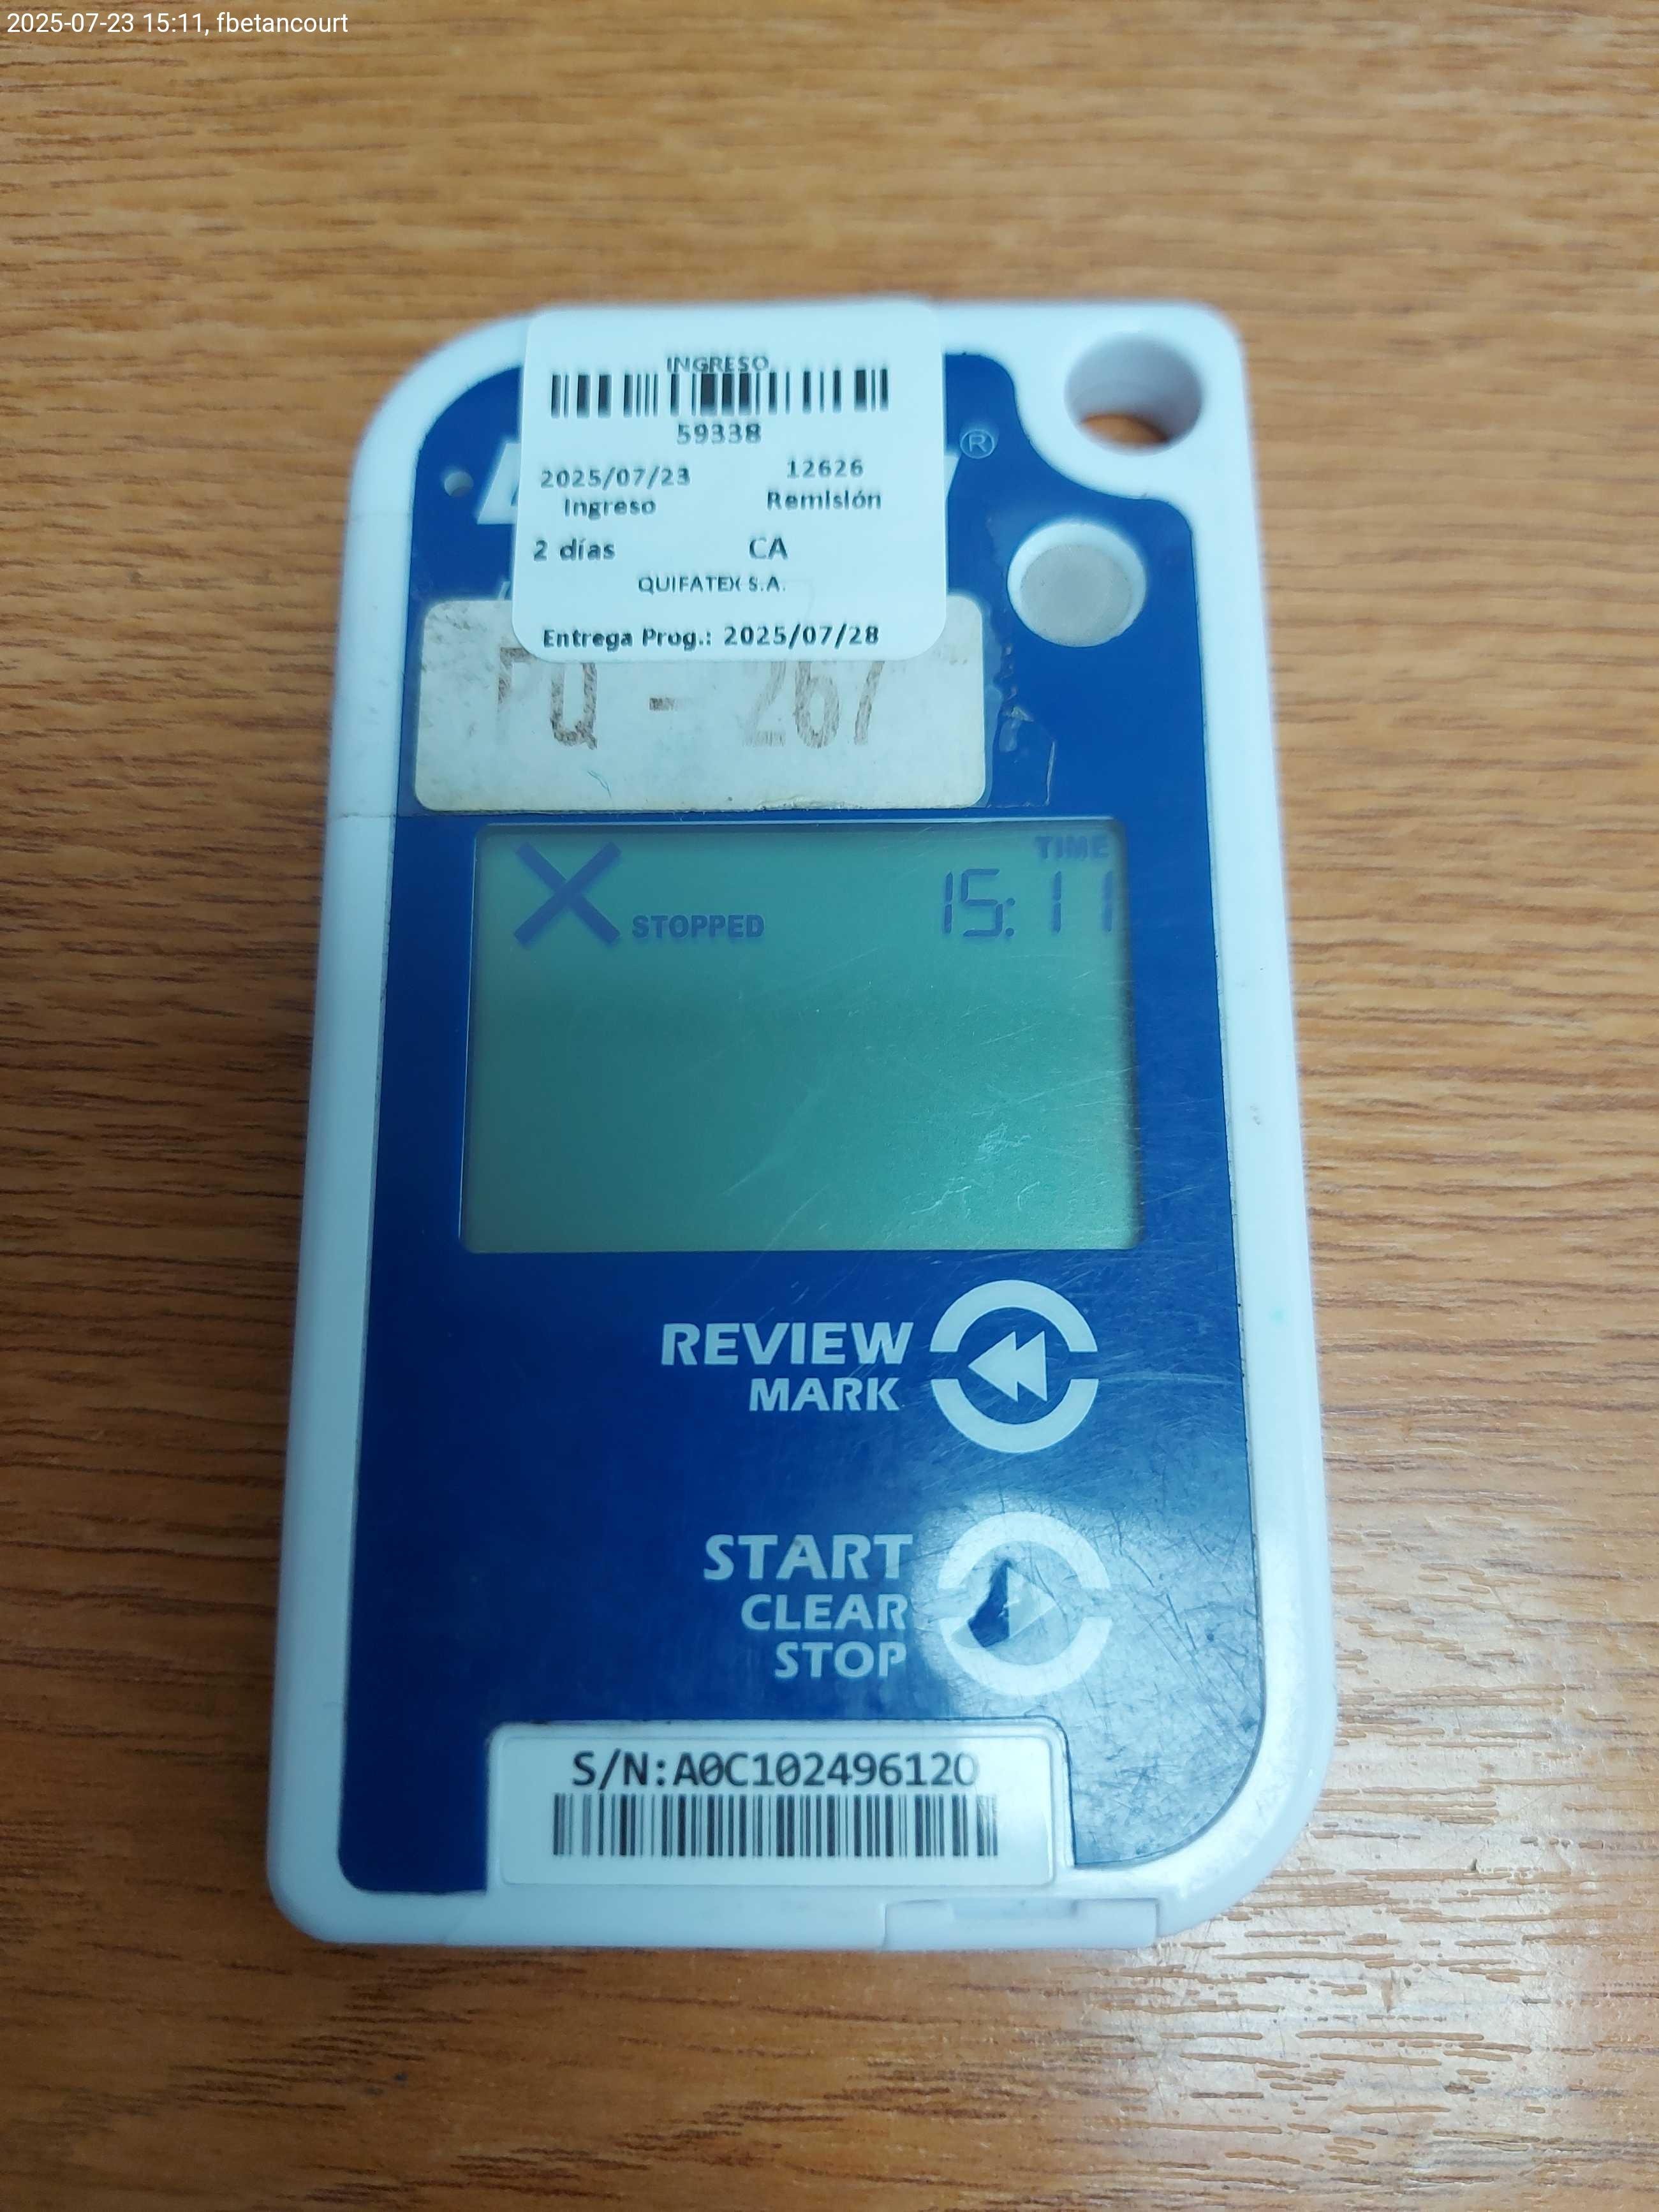 2025-07-23 15:11, fbetancourt
INGRESO
59338
2025/07/23 12626
Ingreso Remisión
2 días CA
QUIFATEX S.A.
Entrega Prog.: 2025/07/28
®
PQ - 267
TIME
STOPPED 15:11
REVIEW
MARK
START
CLEAR
STOP
S/N:A0C102496120